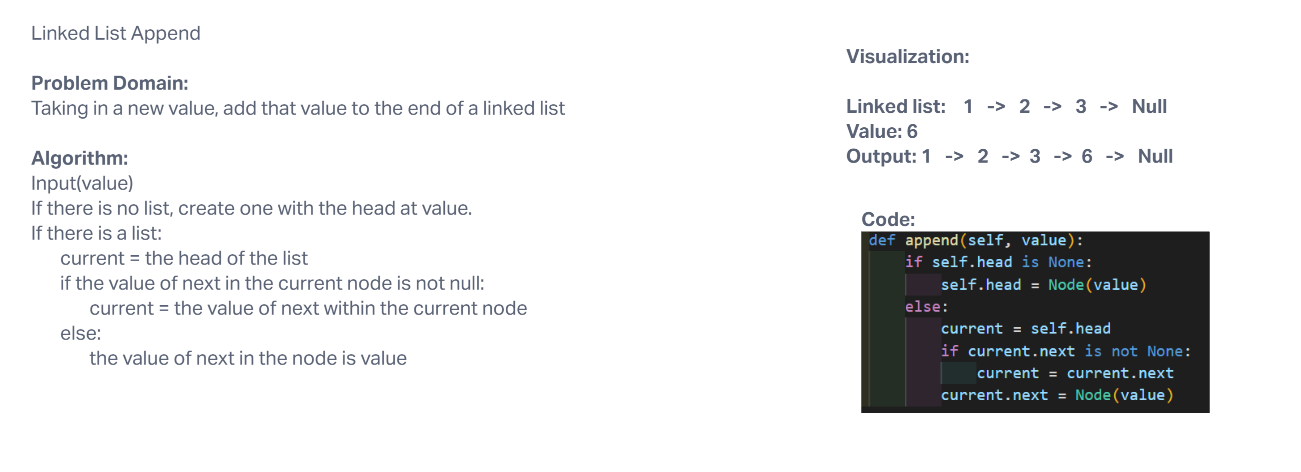 Linked List Append
Problem Domain:
Taking in a new value, add that value to the end of a linked list
Algorithm:
Input(value)
If there is no list, create one with the head at value.
If there is a list:
current = the head of the list
if the value of next in the current node is not null:
current = the value of next within the current node
else:
the value of next in the node is value
Visualization:
Linked list: 1 -> 2 -> 3 -> Null
Value: 6
Output: 1 -> 2 -> 3 -> 6 -> Null
Code:
def append(self, value):
if self.head is None:
self.head = Node(value)
else:
current = self.head
if current.next is not None:
current = current.next
current.next = Node(value)